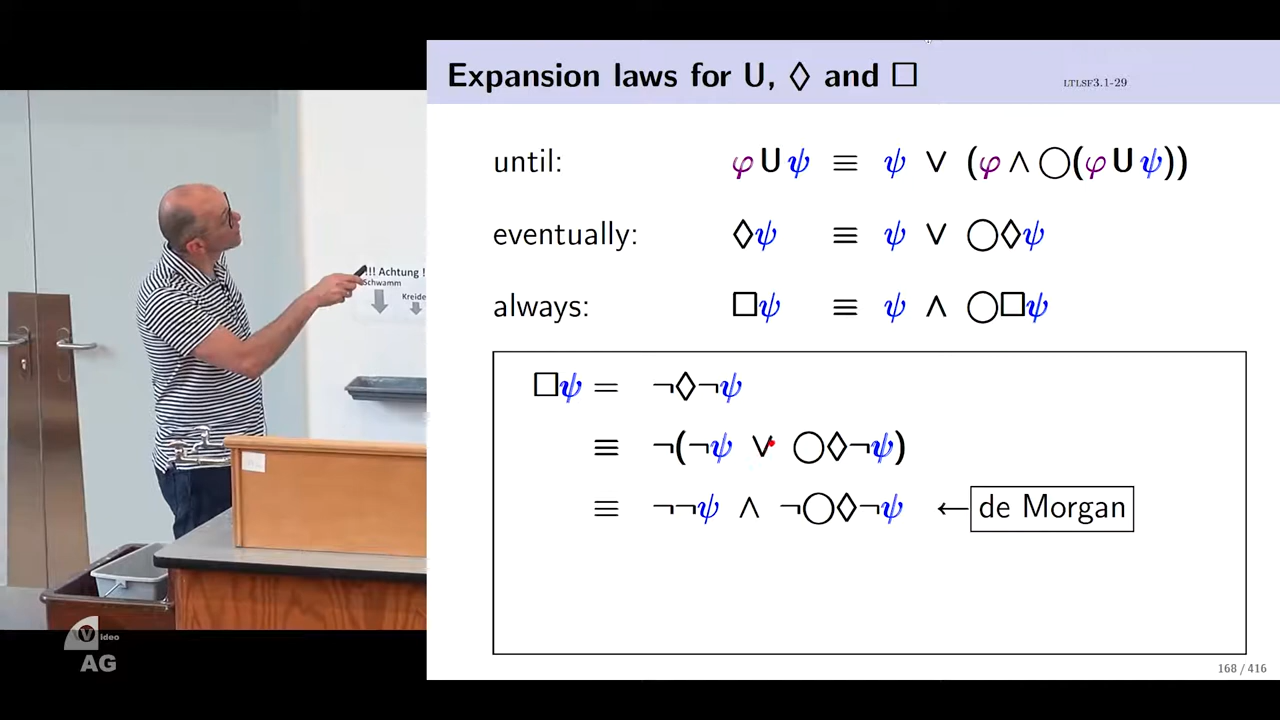 Expansion laws for U, ◊ and □
LTLSF3.1-29
until: φ U ψ ≡ ψ ∨ (φ ∧ ◯(φ U ψ))
eventually: ◊ψ ≡ ψ ∨ ◯◊ψ
always: □ψ ≡ ψ ∧ ◯□ψ
□ψ = ¬◊¬ψ
≡ ¬(¬ψ ∨ ◯◊¬ψ)
≡ ¬¬ψ ∧ ¬◯◊¬ψ ← de Morgan
168 / 416
!!! Achtung !
Schwamm
Kreide
Video
AG